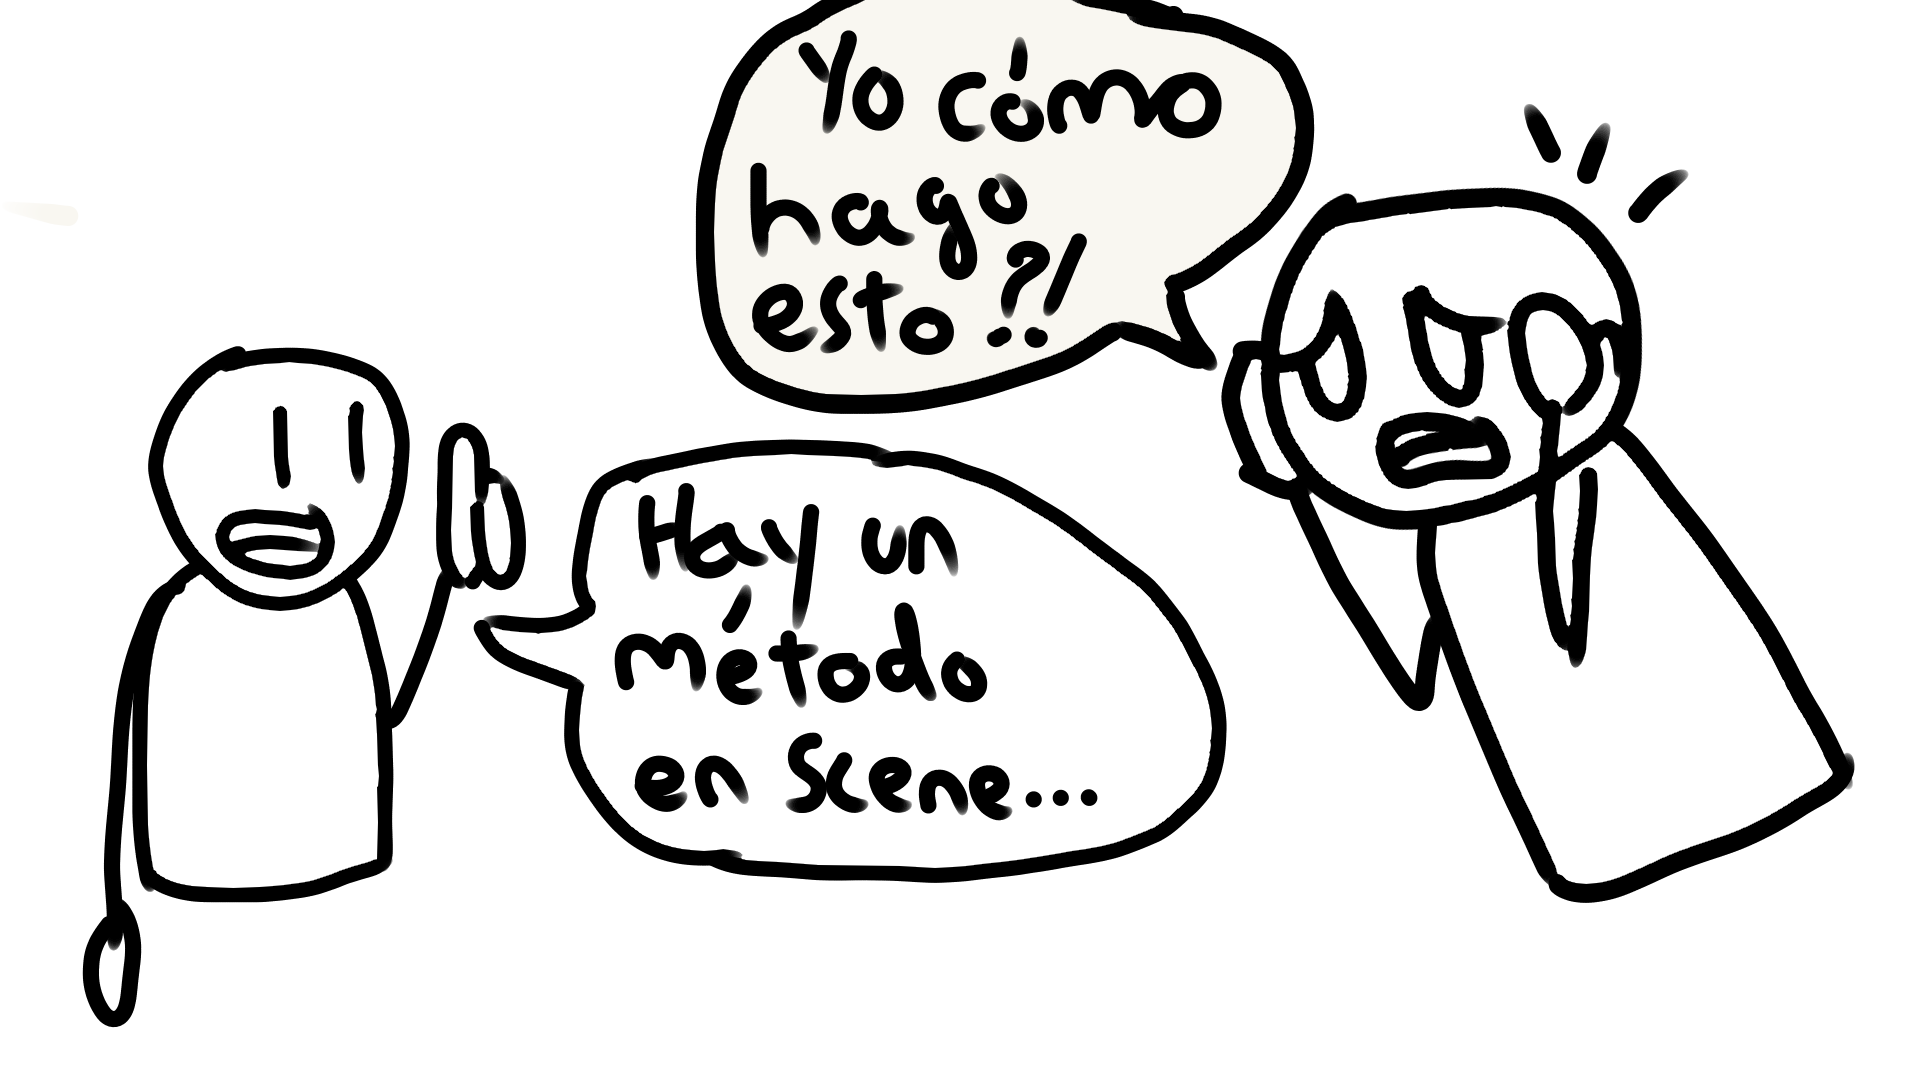 Yo cómo
hago
esto..?!
Hay un
método
en Scene...